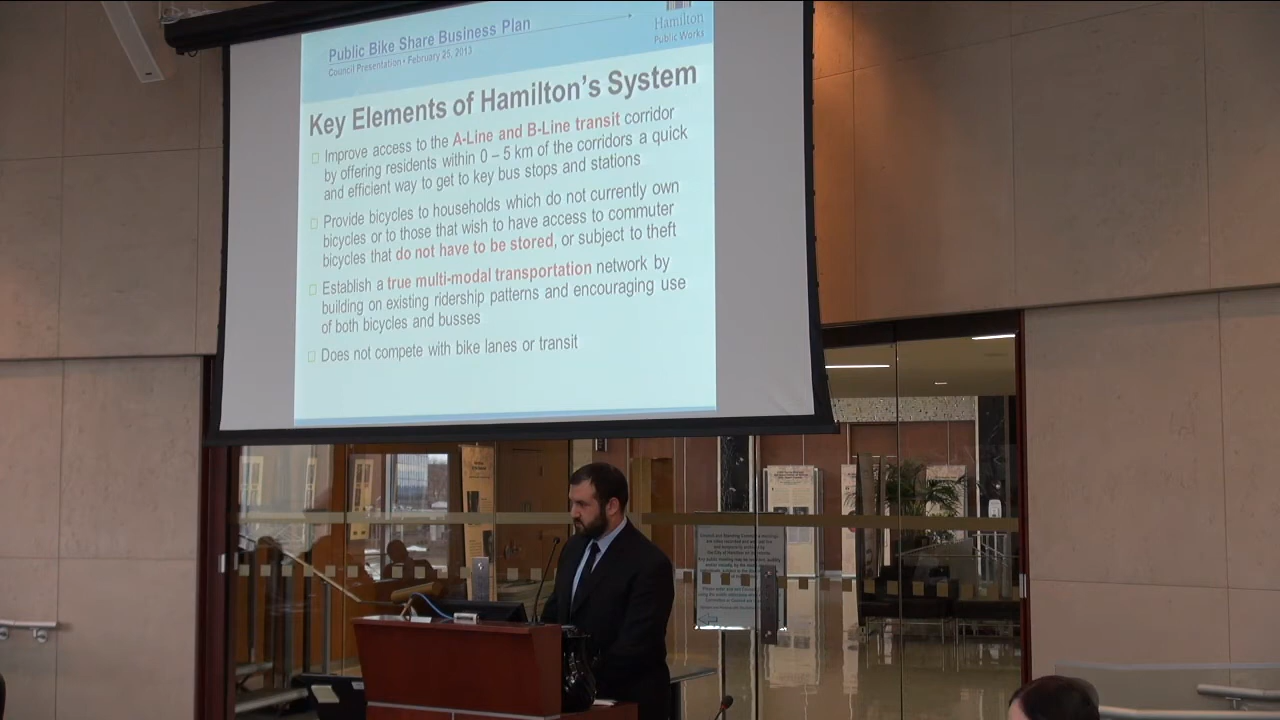 Public Bike Share Business Plan
Council Presentation • February 25, 2013
Hamilton
Public Works
Key Elements of Hamilton's System
Improve access to the A-Line and B-Line transit corridor
by offering residents within 0 – 5 km of the corridors a quick
and efficient way to get to key bus stops and stations
Provide bicycles to households which do not currently own
bicycles or to those that wish to have access to commuter
bicycles that do not have to be stored, or subject to theft
Establish a true multi-modal transportation network by
building on existing ridership patterns and encouraging use
of both bicycles and busses
Does not compete with bike lanes or transit